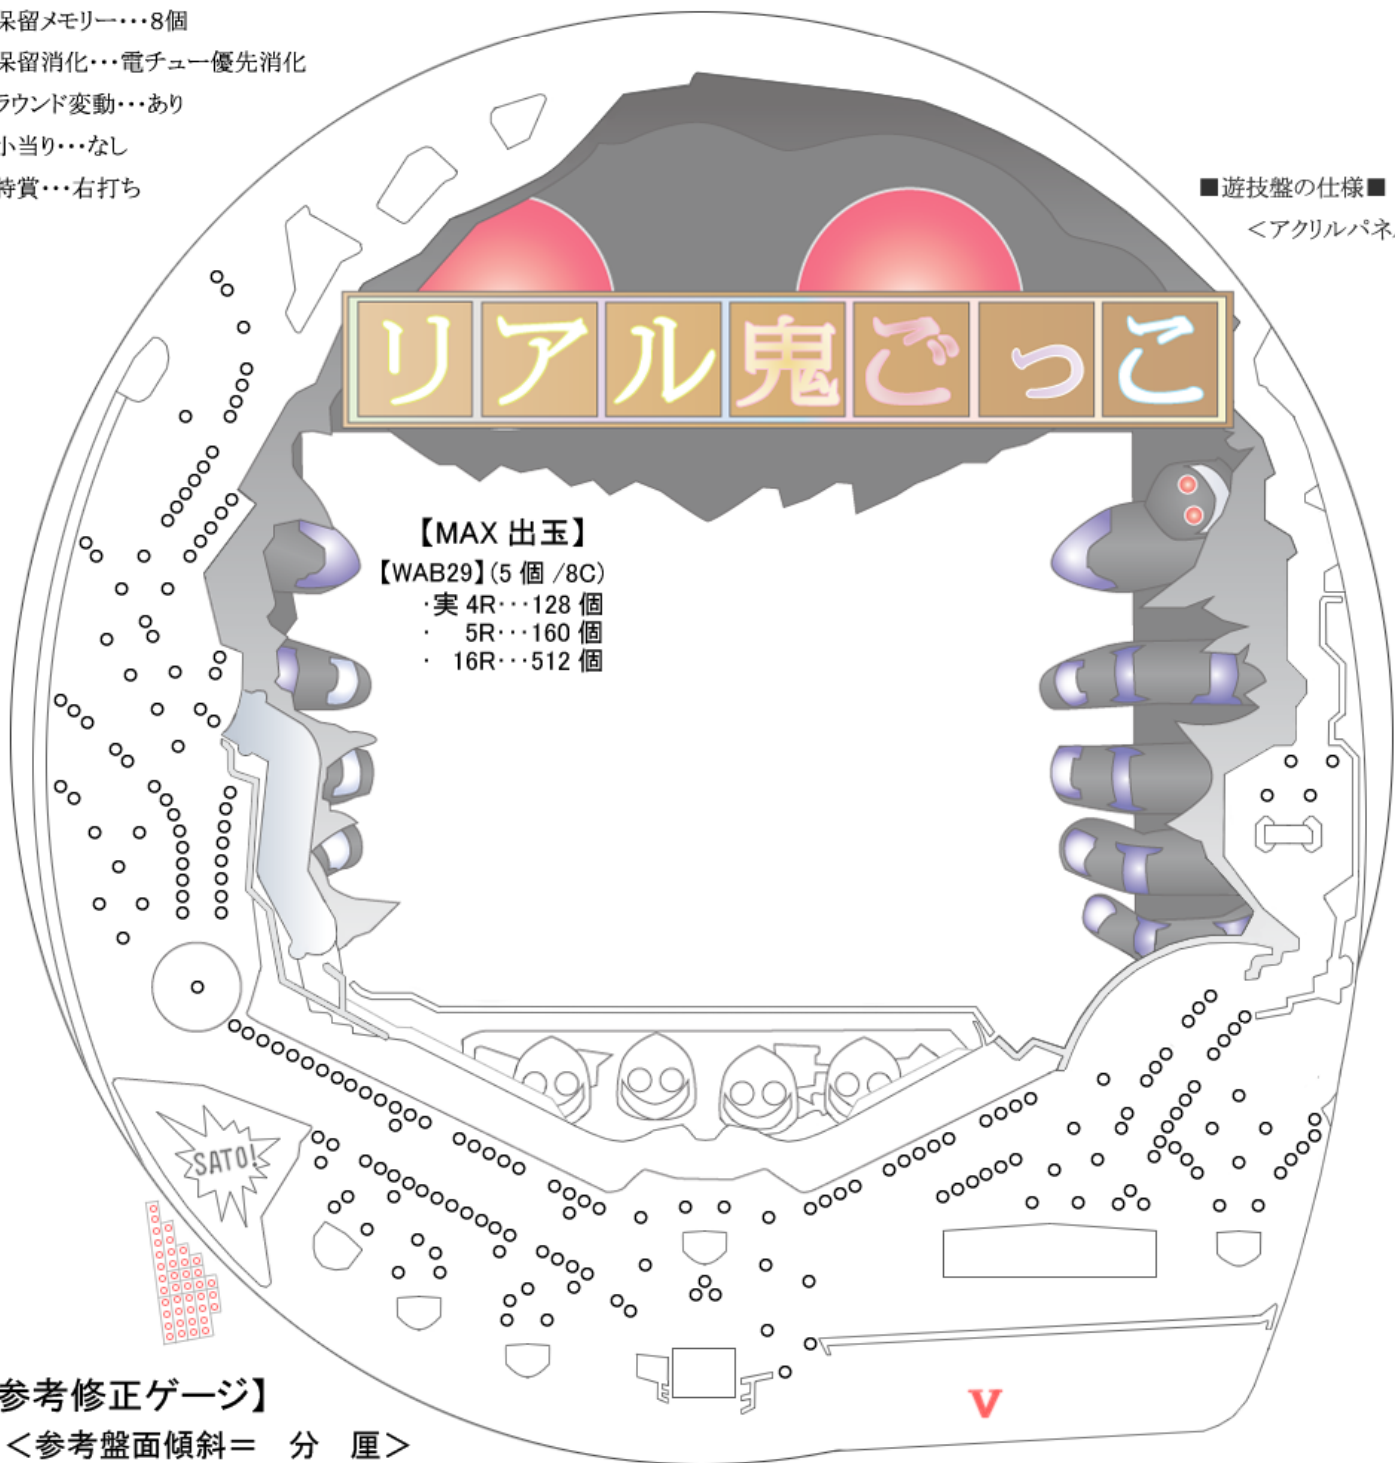 保留メモリー・・・8個
保留消化・・・電チュー優先消化
ラウンド変動・・・あり
小当り・・・なし
特賞・・・右打ち
■遊技盤の仕様■
＜アクリルパネ
リアル鬼ごっこ
【MAX 出玉】
【WAB29】(5 個 /8C)
・実 4R・・・128 個
・ 5R・・・160 個
・ 16R・・・512 個
SATO!
V
参考修正ゲージ】
＜参考盤面傾斜＝ 分 厘＞